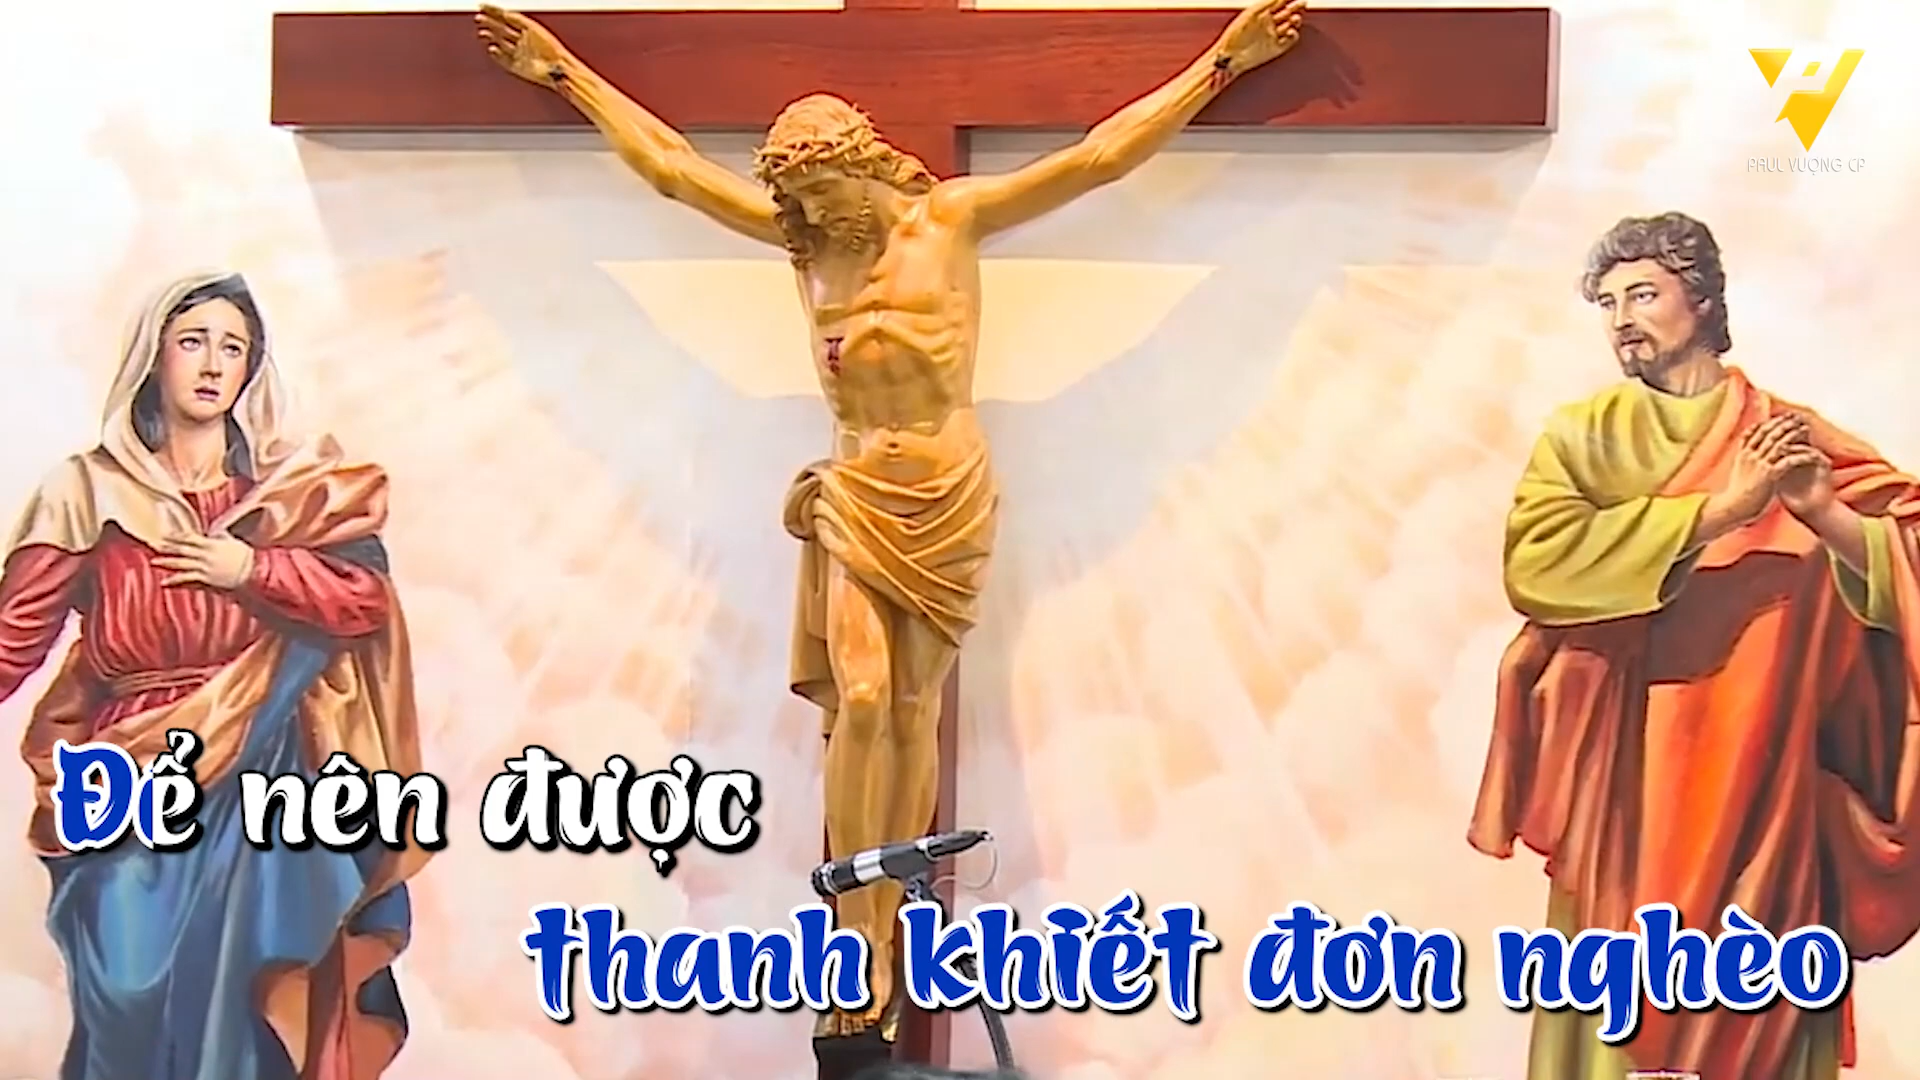 PAUL VƯỢNG CP
Để nên được
thanh khiết đơn nghèo